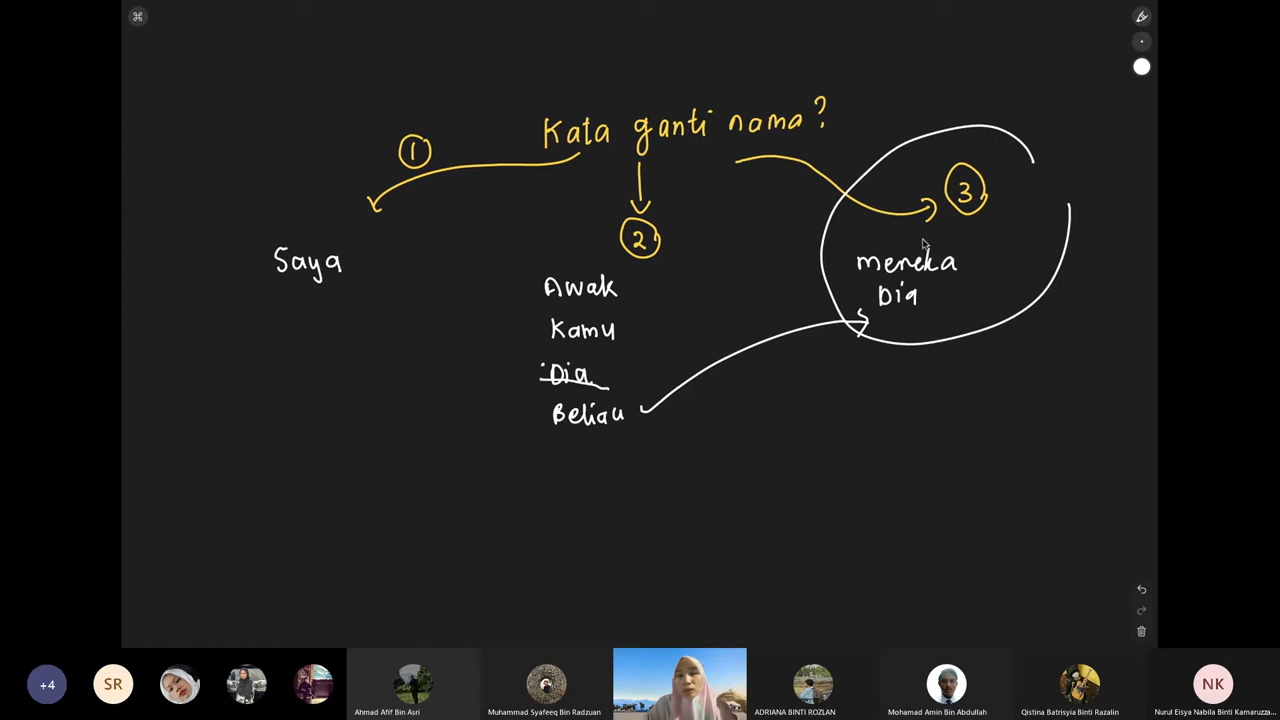 Kata ganti nama?
1
2
3
Saya
Awak
Kamu
Dia
Beliau
mereka
Dia
+4
SR
Ahmad Afif Bin Asri
Muhammad Syafeeq Bin Radzuan
ADRIANA BINTI ROZLAN
Mohamad Amin Bin Abdullah
Qistina Batrisyia Binti Razalin
NK
Nurul Eisya Nabila Binti Kamaruzza...